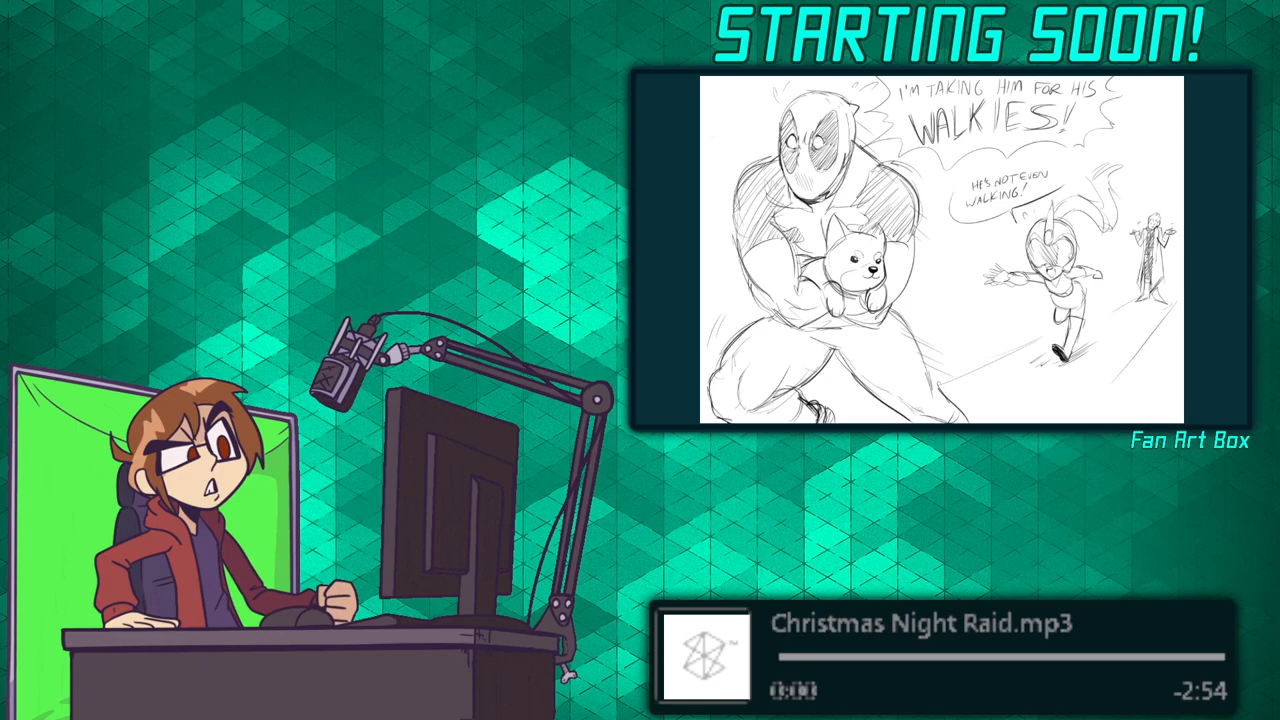 STARTING SOON!
I'M TAKING HIM FOR HIS
WALKIES!
HE'S NOT EVEN
WALKING!
Fan Art Box
Christmas Night Raid.mp3
0:00
-2:54